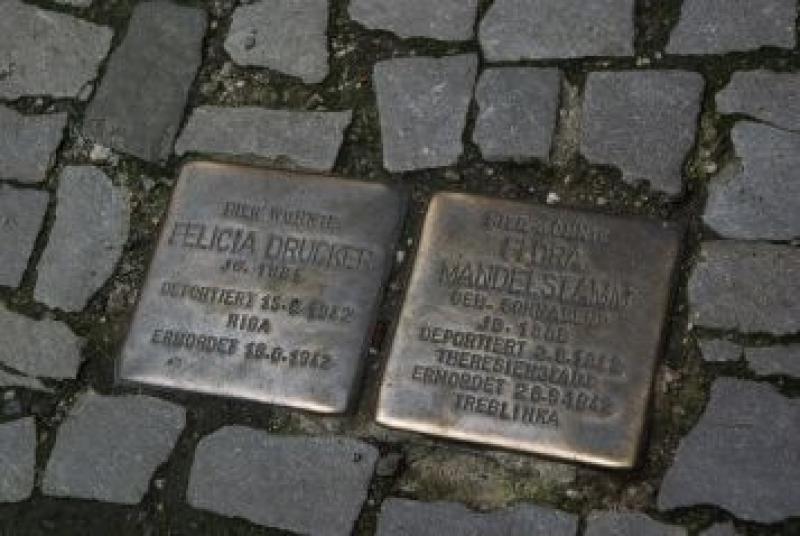 HIER WOHNTE
FELICIA DRUCKER
JG.
DEPORTIERT 15.8.1942
RIGA
ERMORDET 18.8.1942
HIER WOHNTE
FLORA
MANDELSTAMM
GEB.
JG.
DEPORTIERT
THERESIENSTADT
ERMORDET
TREBLINKA